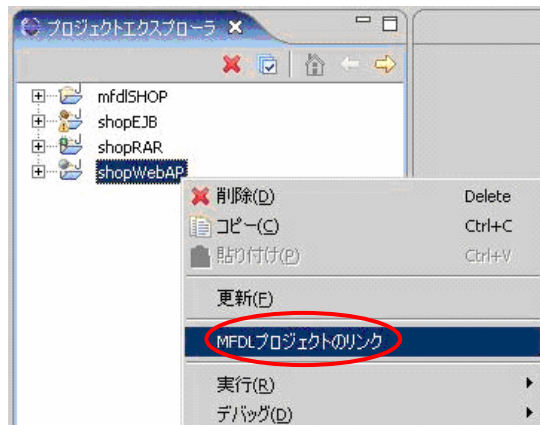 プロジェクトエクスプローラ
mfdlSHOP
shopEJB
shopRAR
shopWebAP
削除(D) Delete
コピー(C) Ctrl+C
貼り付け(P) Ctrl+V
更新(F)
MFDLプロジェクトのリンク
実行(R)
デバッグ(D)